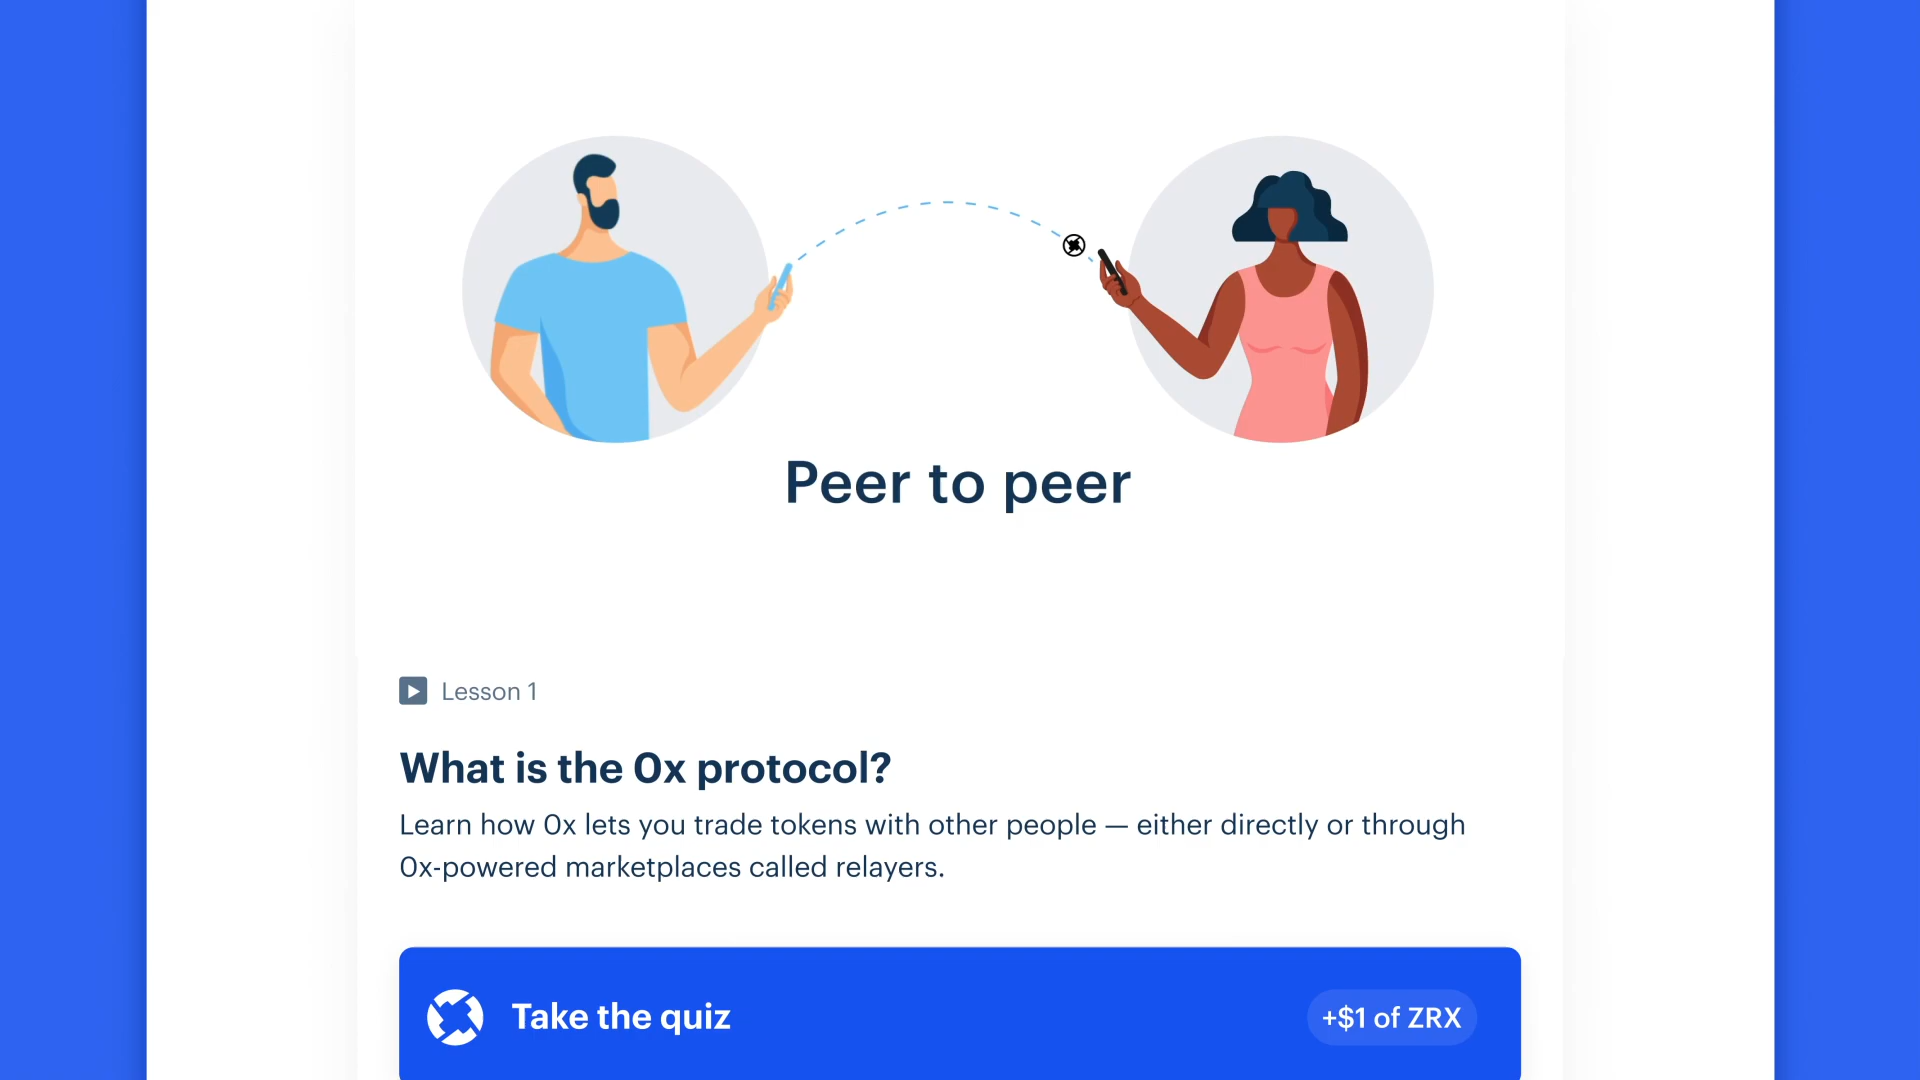 Peer to peer
Lesson 1
What is the 0x protocol?
Learn how 0x lets you trade tokens with other people — either directly or through
0x-powered marketplaces called relayers.
Take the quiz
+$1 of ZRX